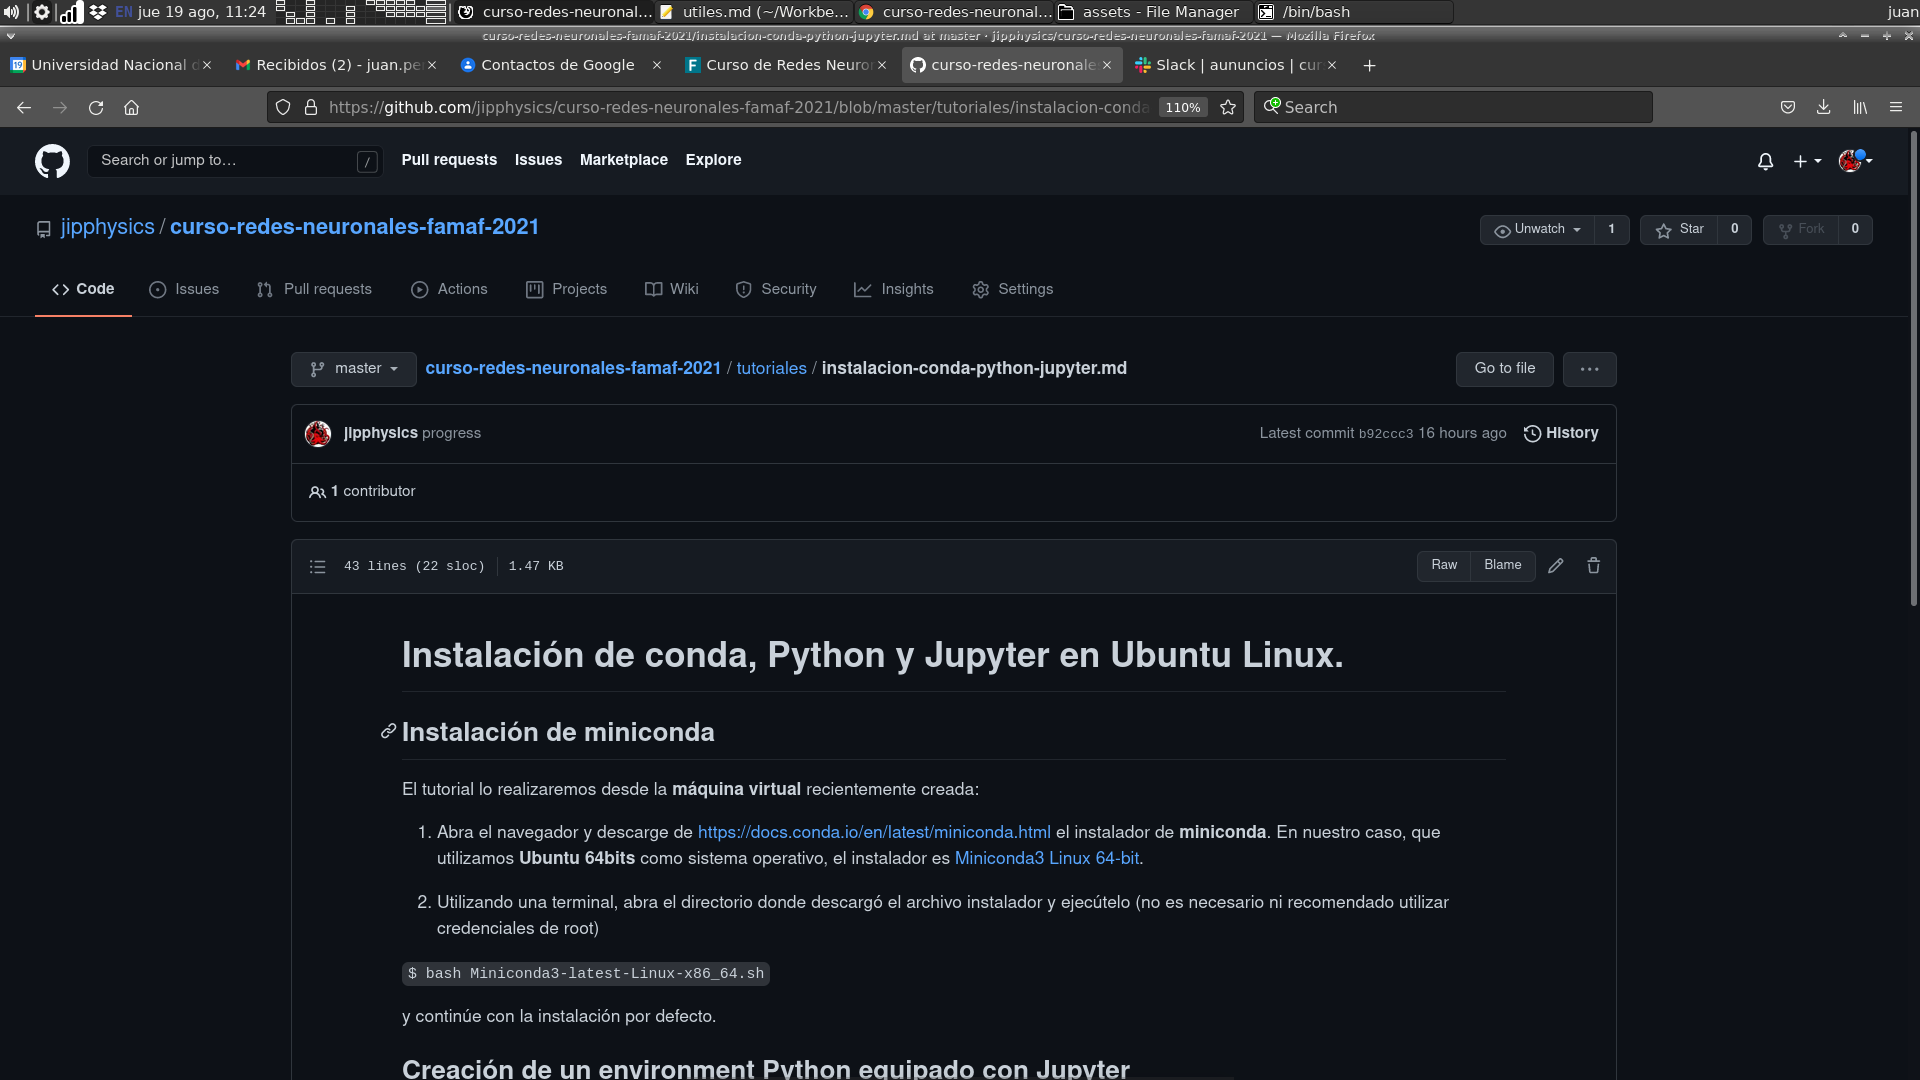 EN jue 19 ago, 11:24 curso-redes-neuronal... utiles.md (~/Workbe... curso-redes-neuronal... assets - File Manager /bin/bash juan
curso-redes-neuronales-famaf-2021/instalacion-conda-python-jupyter.md at master · jipphysics/curso-redes-neuronales-famaf-2021 — Mozilla Firefox
Universidad Nacional d Recibidos (2) - juan.pe Contactos de Google Curso de Redes Neuron curso-redes-neuronales Slack | aununcios | cur
https://github.com/jipphysics/curso-redes-neuronales-famaf-2021/blob/master/tutoriales/instalacion-conda 110% Search
Search or jump to… / Pull requests Issues Marketplace Explore
jipphysics / curso-redes-neuronales-famaf-2021 Unwatch 1 Star 0 Fork 0
Code Issues Pull requests Actions Projects Wiki Security Insights Settings
master curso-redes-neuronales-famaf-2021 / tutoriales / instalacion-conda-python-jupyter.md Go to file ...
jipphysics progress Latest commit b92ccc3 16 hours ago History
1 contributor
43 lines (22 sloc) 1.47 KB Raw Blame
Instalación de conda, Python y Jupyter en Ubuntu Linux.
Instalación de miniconda
El tutorial lo realizaremos desde la máquina virtual recientemente creada:
1. Abra el navegador y descarge de https://docs.conda.io/en/latest/miniconda.html el instalador de miniconda. En nuestro caso, que
utilizamos Ubuntu 64bits como sistema operativo, el instalador es Miniconda3 Linux 64-bit.
2. Utilizando una terminal, abra el directorio donde descargó el archivo instalador y ejecútelo (no es necesario ni recomendado utilizar
credenciales de root)
$ bash Miniconda3-latest-Linux-x86_64.sh
y continúe con la instalación por defecto.
Creación de un environment Python equipado con Jupyter